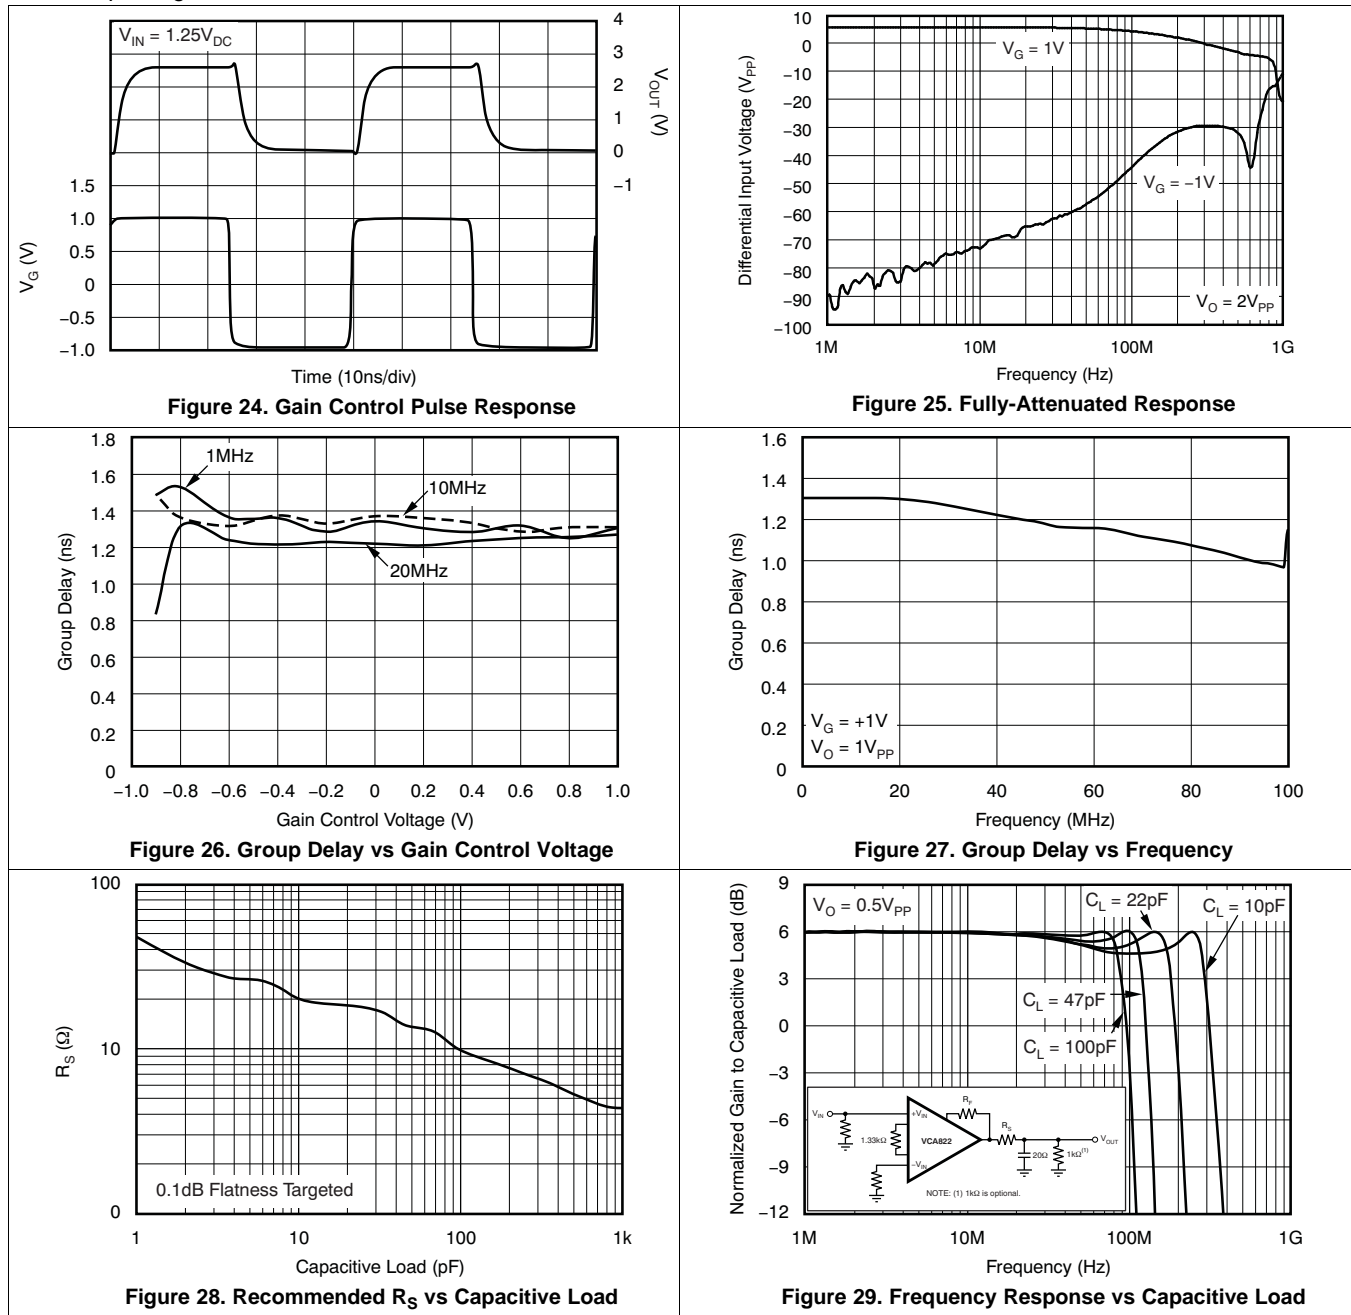 V_IN = 1.25V_DC
4
3
2
1
0
−1
V_OUT (V)
1.5
1.0
0.5
0
−0.5
−1.0
V_G (V)
Time (10ns/div)
Figure 24. Gain Control Pulse Response
10
0
−10
−20
−30
−40
−50
−60
−70
−80
−90
−100
Differential Input Voltage (V_PP)
V_G = 1V
V_G = −1V
V_O = 2V_PP
1M 10M 100M 1G
Frequency (Hz)
Figure 25. Fully-Attenuated Response
1.8
1.6
1.4
1.2
1.0
0.8
0.6
0.4
0.2
0
Group Delay (ns)
1MHz
10MHz
20MHz
−1.0 −0.8 −0.6 −0.4 −0.2 0 0.2 0.4 0.6 0.8 1.0
Gain Control Voltage (V)
Figure 26. Group Delay vs Gain Control Voltage
1.6
1.4
1.2
1.0
0.8
0.6
0.4
0.2
0
Group Delay (ns)
V_G = +1V
V_O = 1V_PP
0 20 40 60 80 100
Frequency (MHz)
Figure 27. Group Delay vs Frequency
100
10
0
R_S (Ω)
0.1dB Flatness Targeted
1 10 100 1k
Capacitive Load (pF)
Figure 28. Recommended R_S vs Capacitive Load
9
6
3
0
−3
−6
−9
−12
Normalized Gain to Capacitive Load (dB)
V_O = 0.5V_PP
C_L = 22pF
C_L = 10pF
C_L = 47pF
C_L = 100pF
V_IN
+V_IN
R_F
1.33kΩ
VCA822
R_S
V_OUT
−V_IN
20Ω
1kΩ(1)
NOTE: (1) 1kΩ is optional.
1M 10M 100M 1G
Frequency (Hz)
Figure 29. Frequency Response vs Capacitive Load